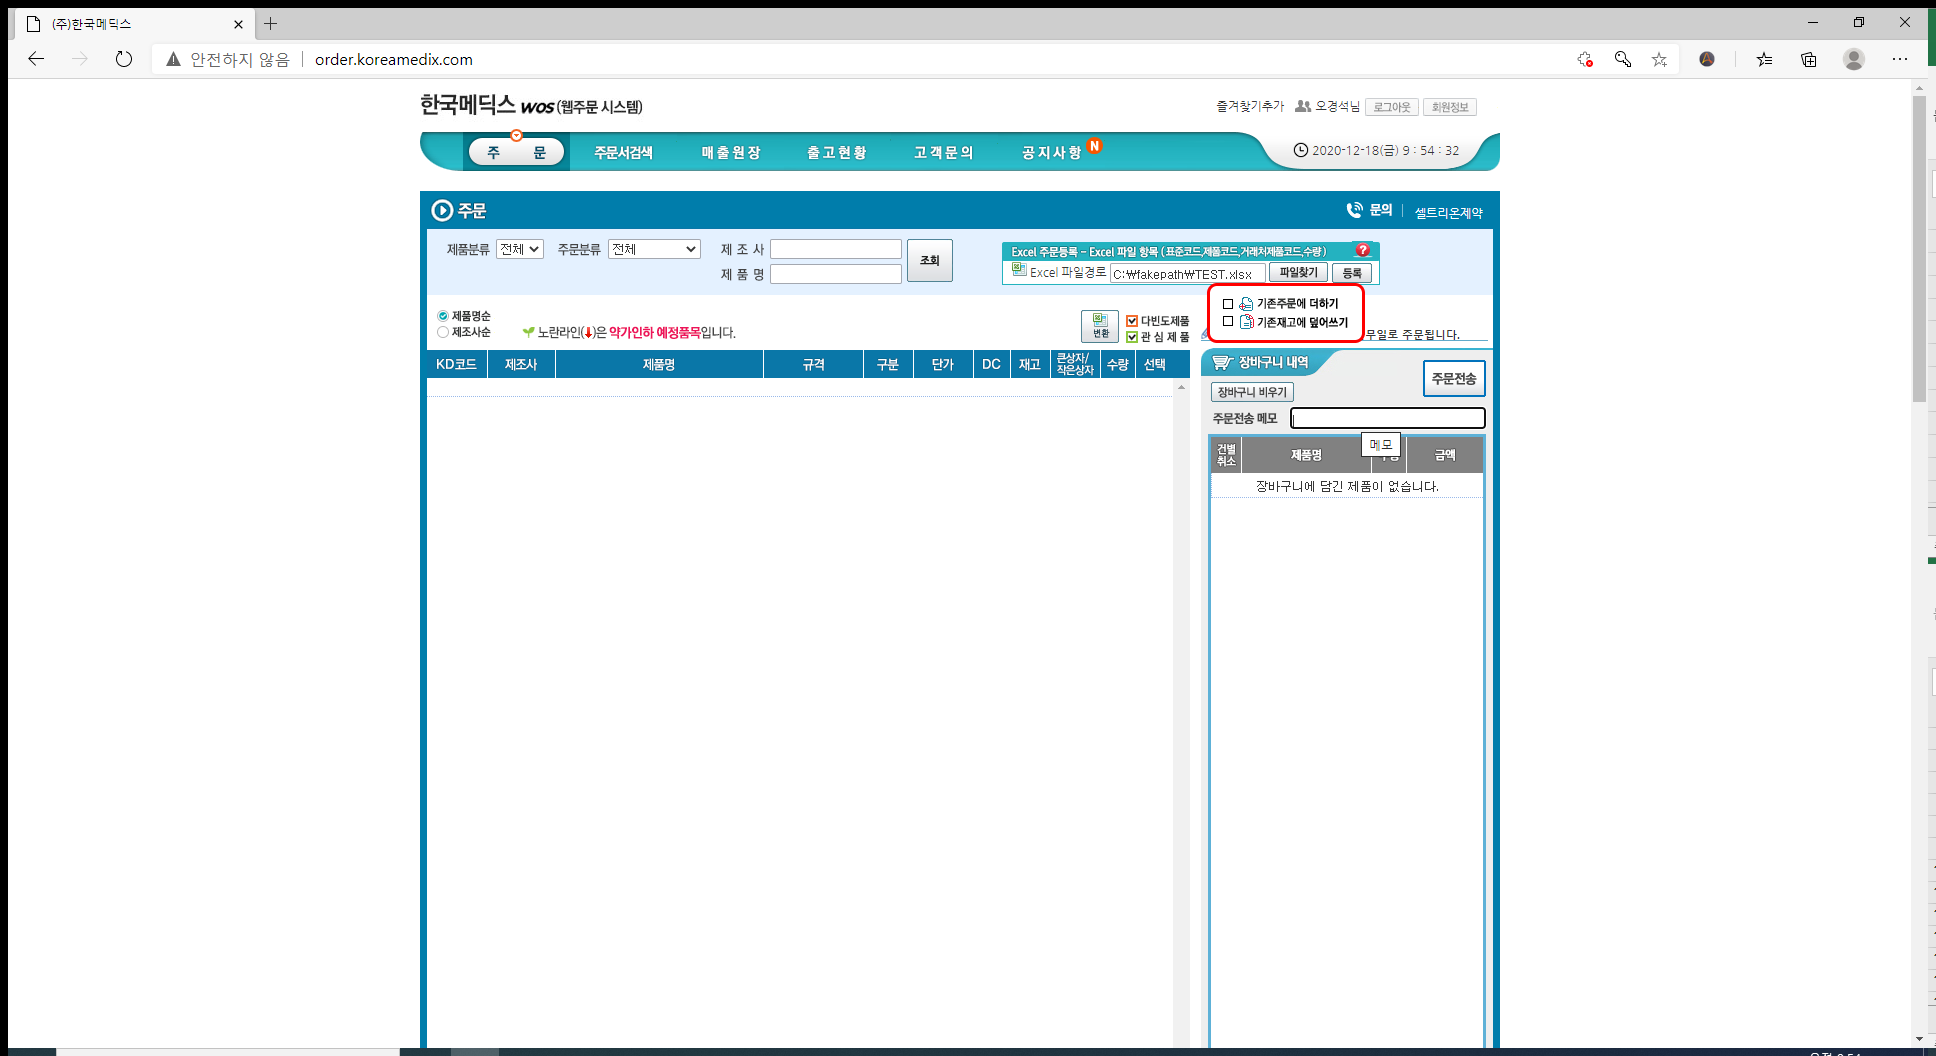 (주)한국메딕스
안전하지 않음 order.koreamedix.com
한국메딕스 wos (웹주문 시스템)
즐겨찾기추가 오경석님 로그아웃 회원정보
주 문 주문서검색 매출원장 출고현황 고객문의 공지사항 N
2020-12-18(금) 9 : 54 : 32
주문
문의 셀트리온제약
제품분류 전체 주문분류 전체 제 조 사
제 품 명
조회
Excel 주문등록 - Excel 파일 항목 ( 표준코드,제품코드,거래처제품코드,수량 ) ?
Excel 파일경로 C:₩fakepath₩TEST.xlsx 파일찾기 등록
기존주문에 더하기
기존재고에 덮어쓰기
제품명순
제조사순
노란라인(↓)은 약가인하 예정품목입니다.
변환
다빈도제품
관 심 제 품
무일로 주문됩니다.
KD코드 제조사 제품명 규격 구분 단가 DC 재고 큰상자/작은상자 수량 선택
장바구니 내역
주문전송
장바구니 비우기
주문전송 메모
메모
건별취소 제품명 금액
장바구니에 담긴 제품이 없습니다.